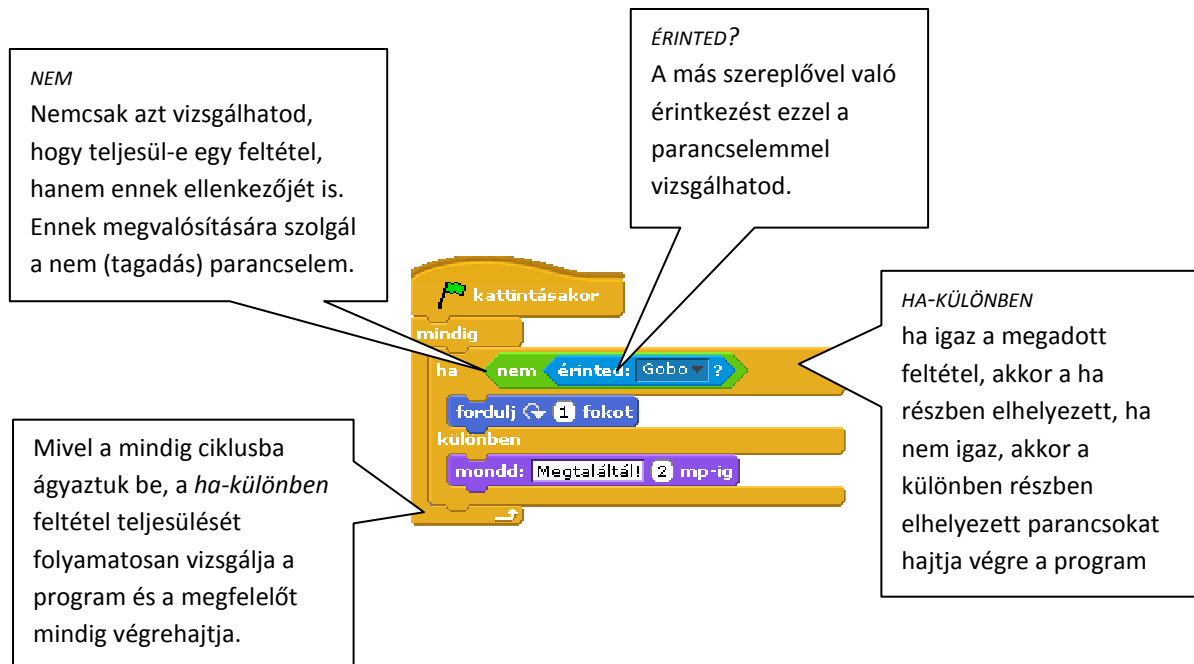 NEM
Nemcsak azt vizsgálhatod,
hogy teljesül-e egy feltétel,
hanem ennek ellenkezőjét is.
Ennek megvalósítására szolgál
a nem (tagadás) parancselem.
ÉRINTED?
A más szereplővel való
érintkezést ezzel a
parancselemmel
vizsgálhatod.
kattintásakor
mindig
ha nem érinted: Gobo ?
fordulj 1 fokot
különben
mondd: Megtaláltál! 2 mp-ig
HA-KÜLÖNBEN
ha igaz a megadott
feltétel, akkor a ha
részben elhelyezett, ha
nem igaz, akkor a
különben részben
elhelyezett parancsokat
hajtja végre a program
Mivel a mindig ciklusba
ágyaztuk be, a ha-különben
feltétel teljesülését
folyamatosan vizsgálja a
program és a megfelelőt
mindig végrehajtja.